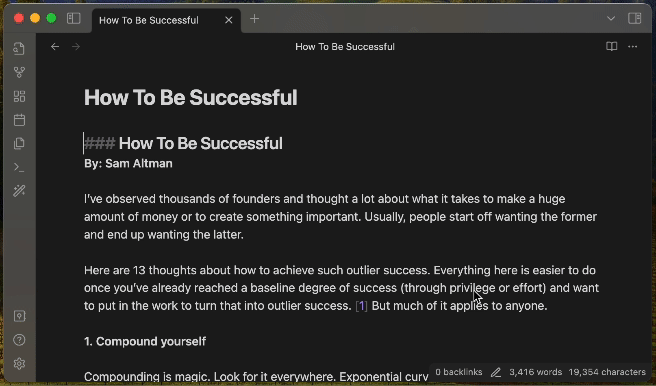 How To Be Successful
How To Be Successful
How To Be Successful
### How To Be Successful
By: Sam Altman
I've observed thousands of founders and thought a lot about what it takes to make a huge
amount of money or to create something important. Usually, people start off wanting the former
and end up wanting the latter.
Here are 13 thoughts about how to achieve such outlier success. Everything here is easier to do
once you've already reached a baseline degree of success (through privilege or effort) and want
to put in the work to turn that into outlier success. [1] But much of it applies to anyone.
1. Compound yourself
Compounding is magic. Look for it everywhere. Exponential curv
0 backlinks 3,416 words 19,354 characters